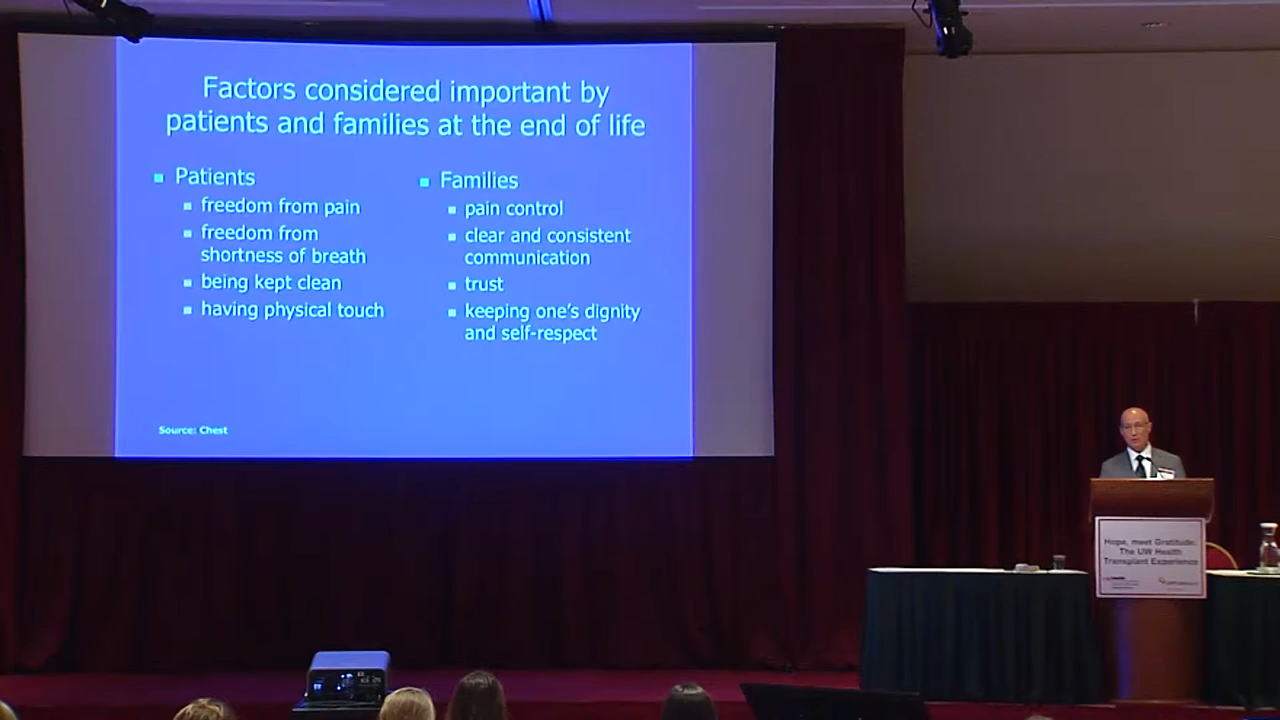 Factors considered important by
patients and families at the end of life
Patients
freedom from pain
freedom from
shortness of breath
being kept clean
having physical touch
Families
pain control
clear and consistent
communication
trust
keeping one's dignity
and self-respect
Source: Chest
Hope, meet Gratitude:
The UW Health
Transplant Experience